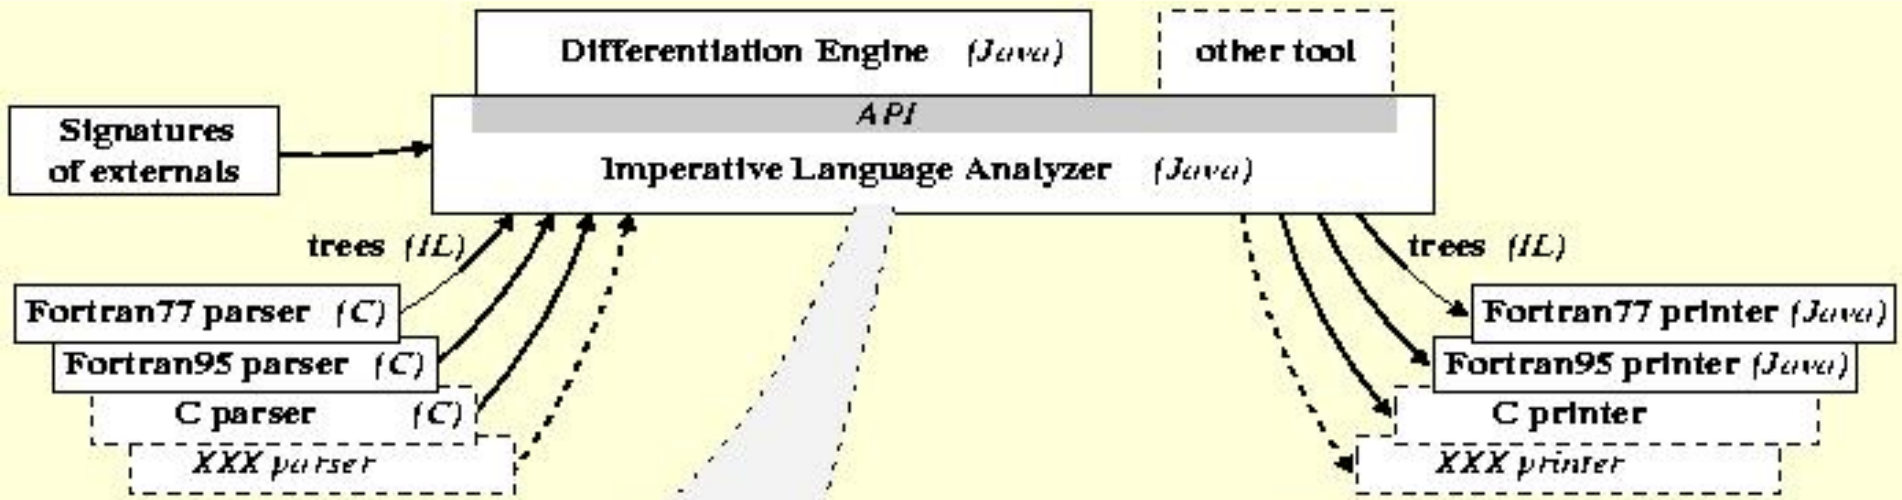 Differentiation Engine (Java)
other tool
API
Signatures
of externals
Imperative Language Analyzer (Java)
trees (IL)
trees (IL)
Fortran77 parser (C)
Fortran77 printer (Java)
Fortran95 parser (C)
Fortran95 printer (Java)
C parser (C)
C printer
XXX parser
XXX printer